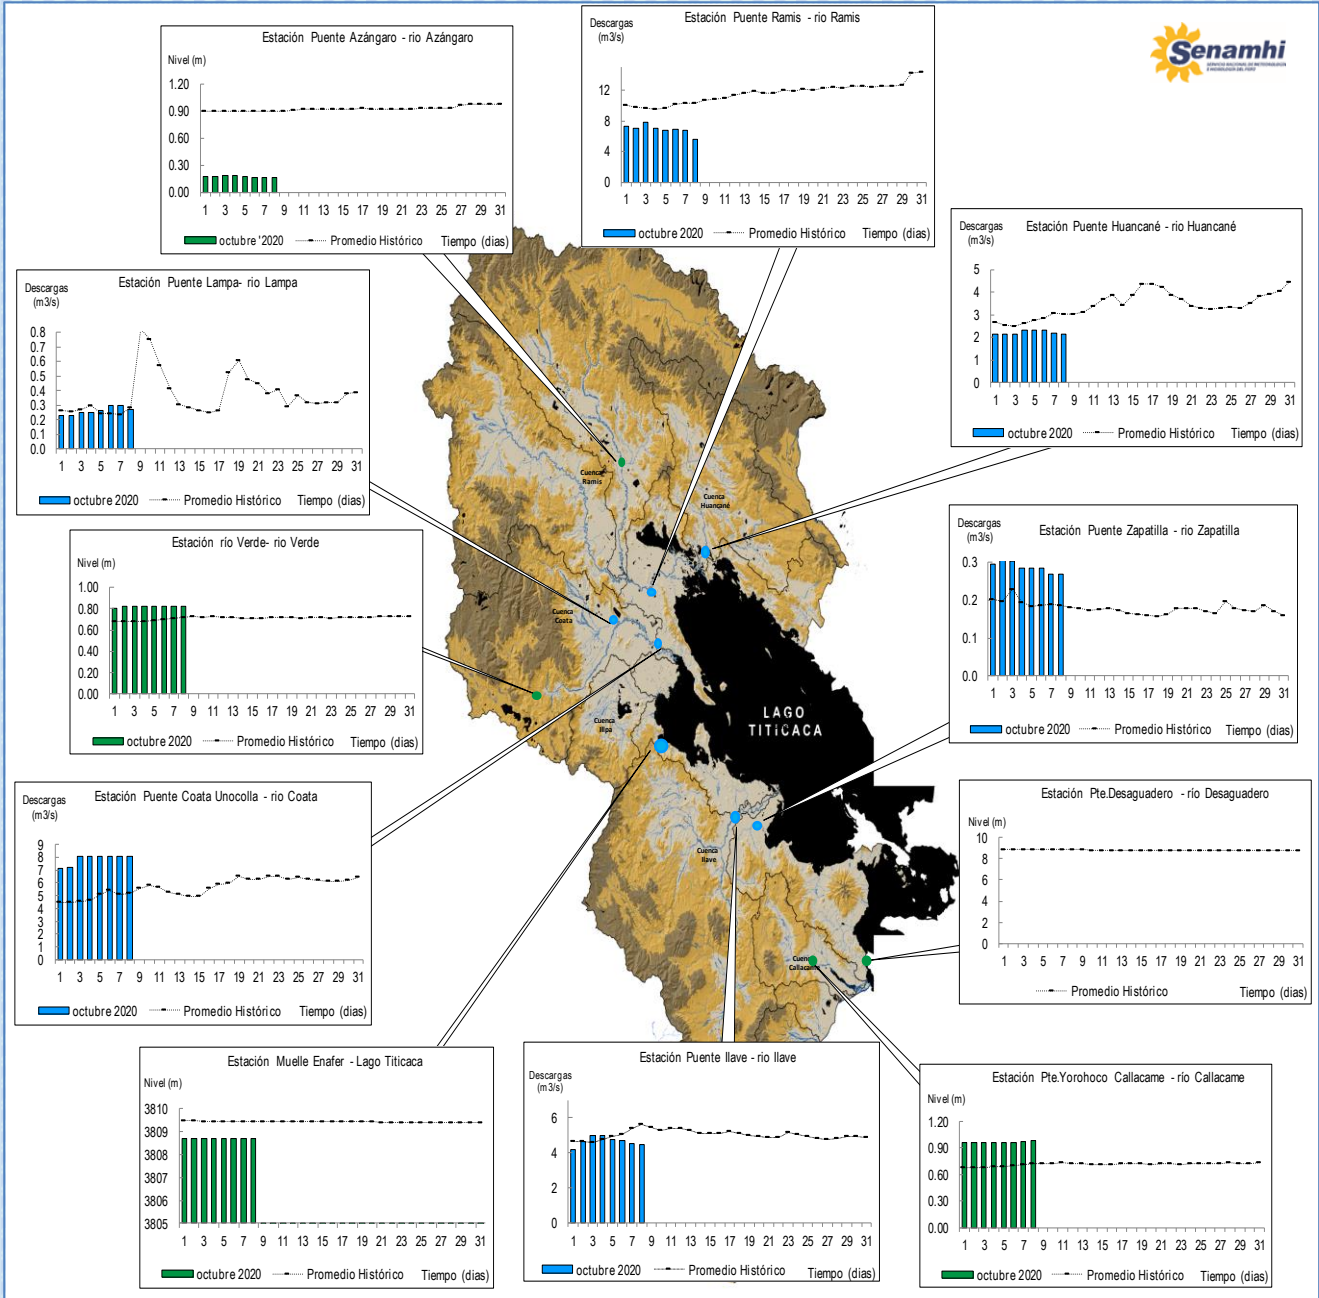 Senamhi
SERVICIO NACIONAL DE METEOROLOGÍA
E HIDROLOGÍA DEL PERÚ
Estación Puente Azángaro - rio Azángaro
Nivel (m)
1.20
0.90
0.60
0.30
0.00
1 3 5 7 9 11 13 15 17 19 21 23 25 27 29 31
octubre '2020 Promedio Histórico Tiempo (dias)
Estación Puente Ramis - rio Ramis
Descargas
(m3/s)
12
8
4
0
1 3 5 7 9 11 13 15 17 19 21 23 25 27 29 31
octubre 2020 Promedio Histórico Tiempo (dias)
Estación Puente Huancané - rio Huancané
Descargas
(m3/s)
5
4
3
2
1
0
1 3 5 7 9 11 13 15 17 19 21 23 25 27 29 31
octubre 2020 Promedio Histórico Tiempo (dias)
Estación Puente Lampa- rio Lampa
Descargas
(m3/s)
0.8
0.7
0.6
0.5
0.4
0.3
0.2
0.1
0.0
1 3 5 7 9 11 13 15 17 19 21 23 25 27 29 31
octubre 2020 Promedio Histórico Tiempo (dias)
Estación río Verde- rio Verde
Nivel (m)
1.00
0.80
0.60
0.40
0.20
0.00
1 3 5 7 9 11 13 15 17 19 21 23 25 27 29 31
octubre 2020 Promedio Histórico Tiempo (dias)
Estación Puente Zapatilla - rio Zapatilla
Descargas
(m3/s)
0.3
0.2
0.1
0.0
1 3 5 7 9 11 13 15 17 19 21 23 25 27 29 31
octubre 2020 Promedio Histórico Tiempo (dias)
Cuenca
Ramis
Cuenca
Huancané
Cuenca
Coata
Cuenca
Illpa
LAGO
TITICACA
Cuenca
Ilave
Cuenca
Callacame
Estación Puente Coata Unocolla - rio Coata
Descargas
(m3/s)
9
8
7
6
5
4
3
2
1
0
1 3 5 7 9 11 13 15 17 19 21 23 25 27 29 31
octubre 2020 Promedio Histórico Tiempo (dias)
Estación Pte.Desaguadero - río Desaguadero
Nivel (m)
10
8
6
4
2
0
1 3 5 7 9 11 13 15 17 19 21 23 25 27 29 31
Promedio Histórico Tiempo (dias)
Estación Muelle Enafer - Lago Titicaca
Nivel (m)
3810
3809
3808
3807
3806
3805
1 3 5 7 9 11 13 15 17 19 21 23 25 27 29 31
octubre 2020 Promedio Histórico Tiempo (dias)
Estación Puente Ilave - rio Ilave
Descargas
(m3/s)
6
4
2
0
1 3 5 7 9 11 13 15 17 19 21 23 25 27 29 31
octubre 2020 Promedio Histórico Tiempo (dias)
Estación Pte.Yorohoco Callacame - río Callacame
Nivel (m)
1.20
0.90
0.60
0.30
0.00
1 3 5 7 9 11 13 15 17 19 21 23 25 27 29 31
octubre 2020 Promedio Histórico Tiempo (dias)